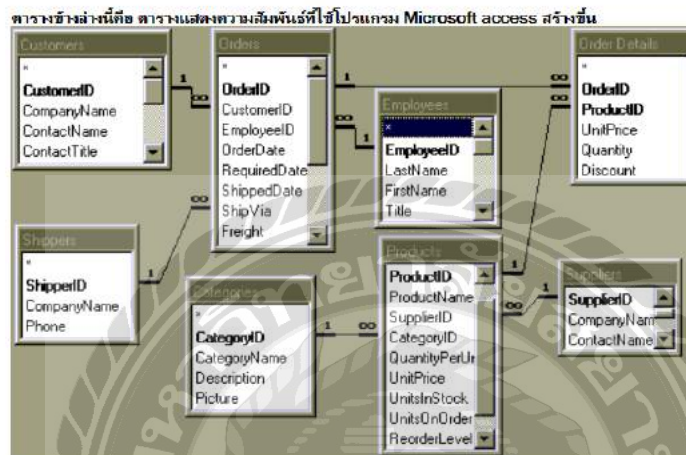 ตารางข้างล่างนี้คือ ตารางแสดงความสัมพันธ์ที่ใช้โปรแกรม Microsoft access สร้างขึ้น
Customers
*
CustomerID
CompanyName
ContactName
ContactTitle
Orders
OrderID
CustomerID
EmployeeID
OrderDate
RequiredDate
ShippedDate
ShipVia
Freight
Employees
*
EmployeeID
LastName
FirstName
Title
Order Details
*
OrderID
ProductID
UnitPrice
Quantity
Discount
Shippers
*
ShipperID
CompanyName
Phone
Categories
*
CategoryID
CategoryName
Description
Picture
Products
ProductID
ProductName
SupplierID
CategoryID
QuantityPerUr
UnitPrice
UnitsInStock
UnitsOnOrder
ReorderLevel
Suppliers
SupplierID
CompanyNam
ContactName
1
∞
1
∞
∞
1
∞
1
∞
1
1
∞
1
∞